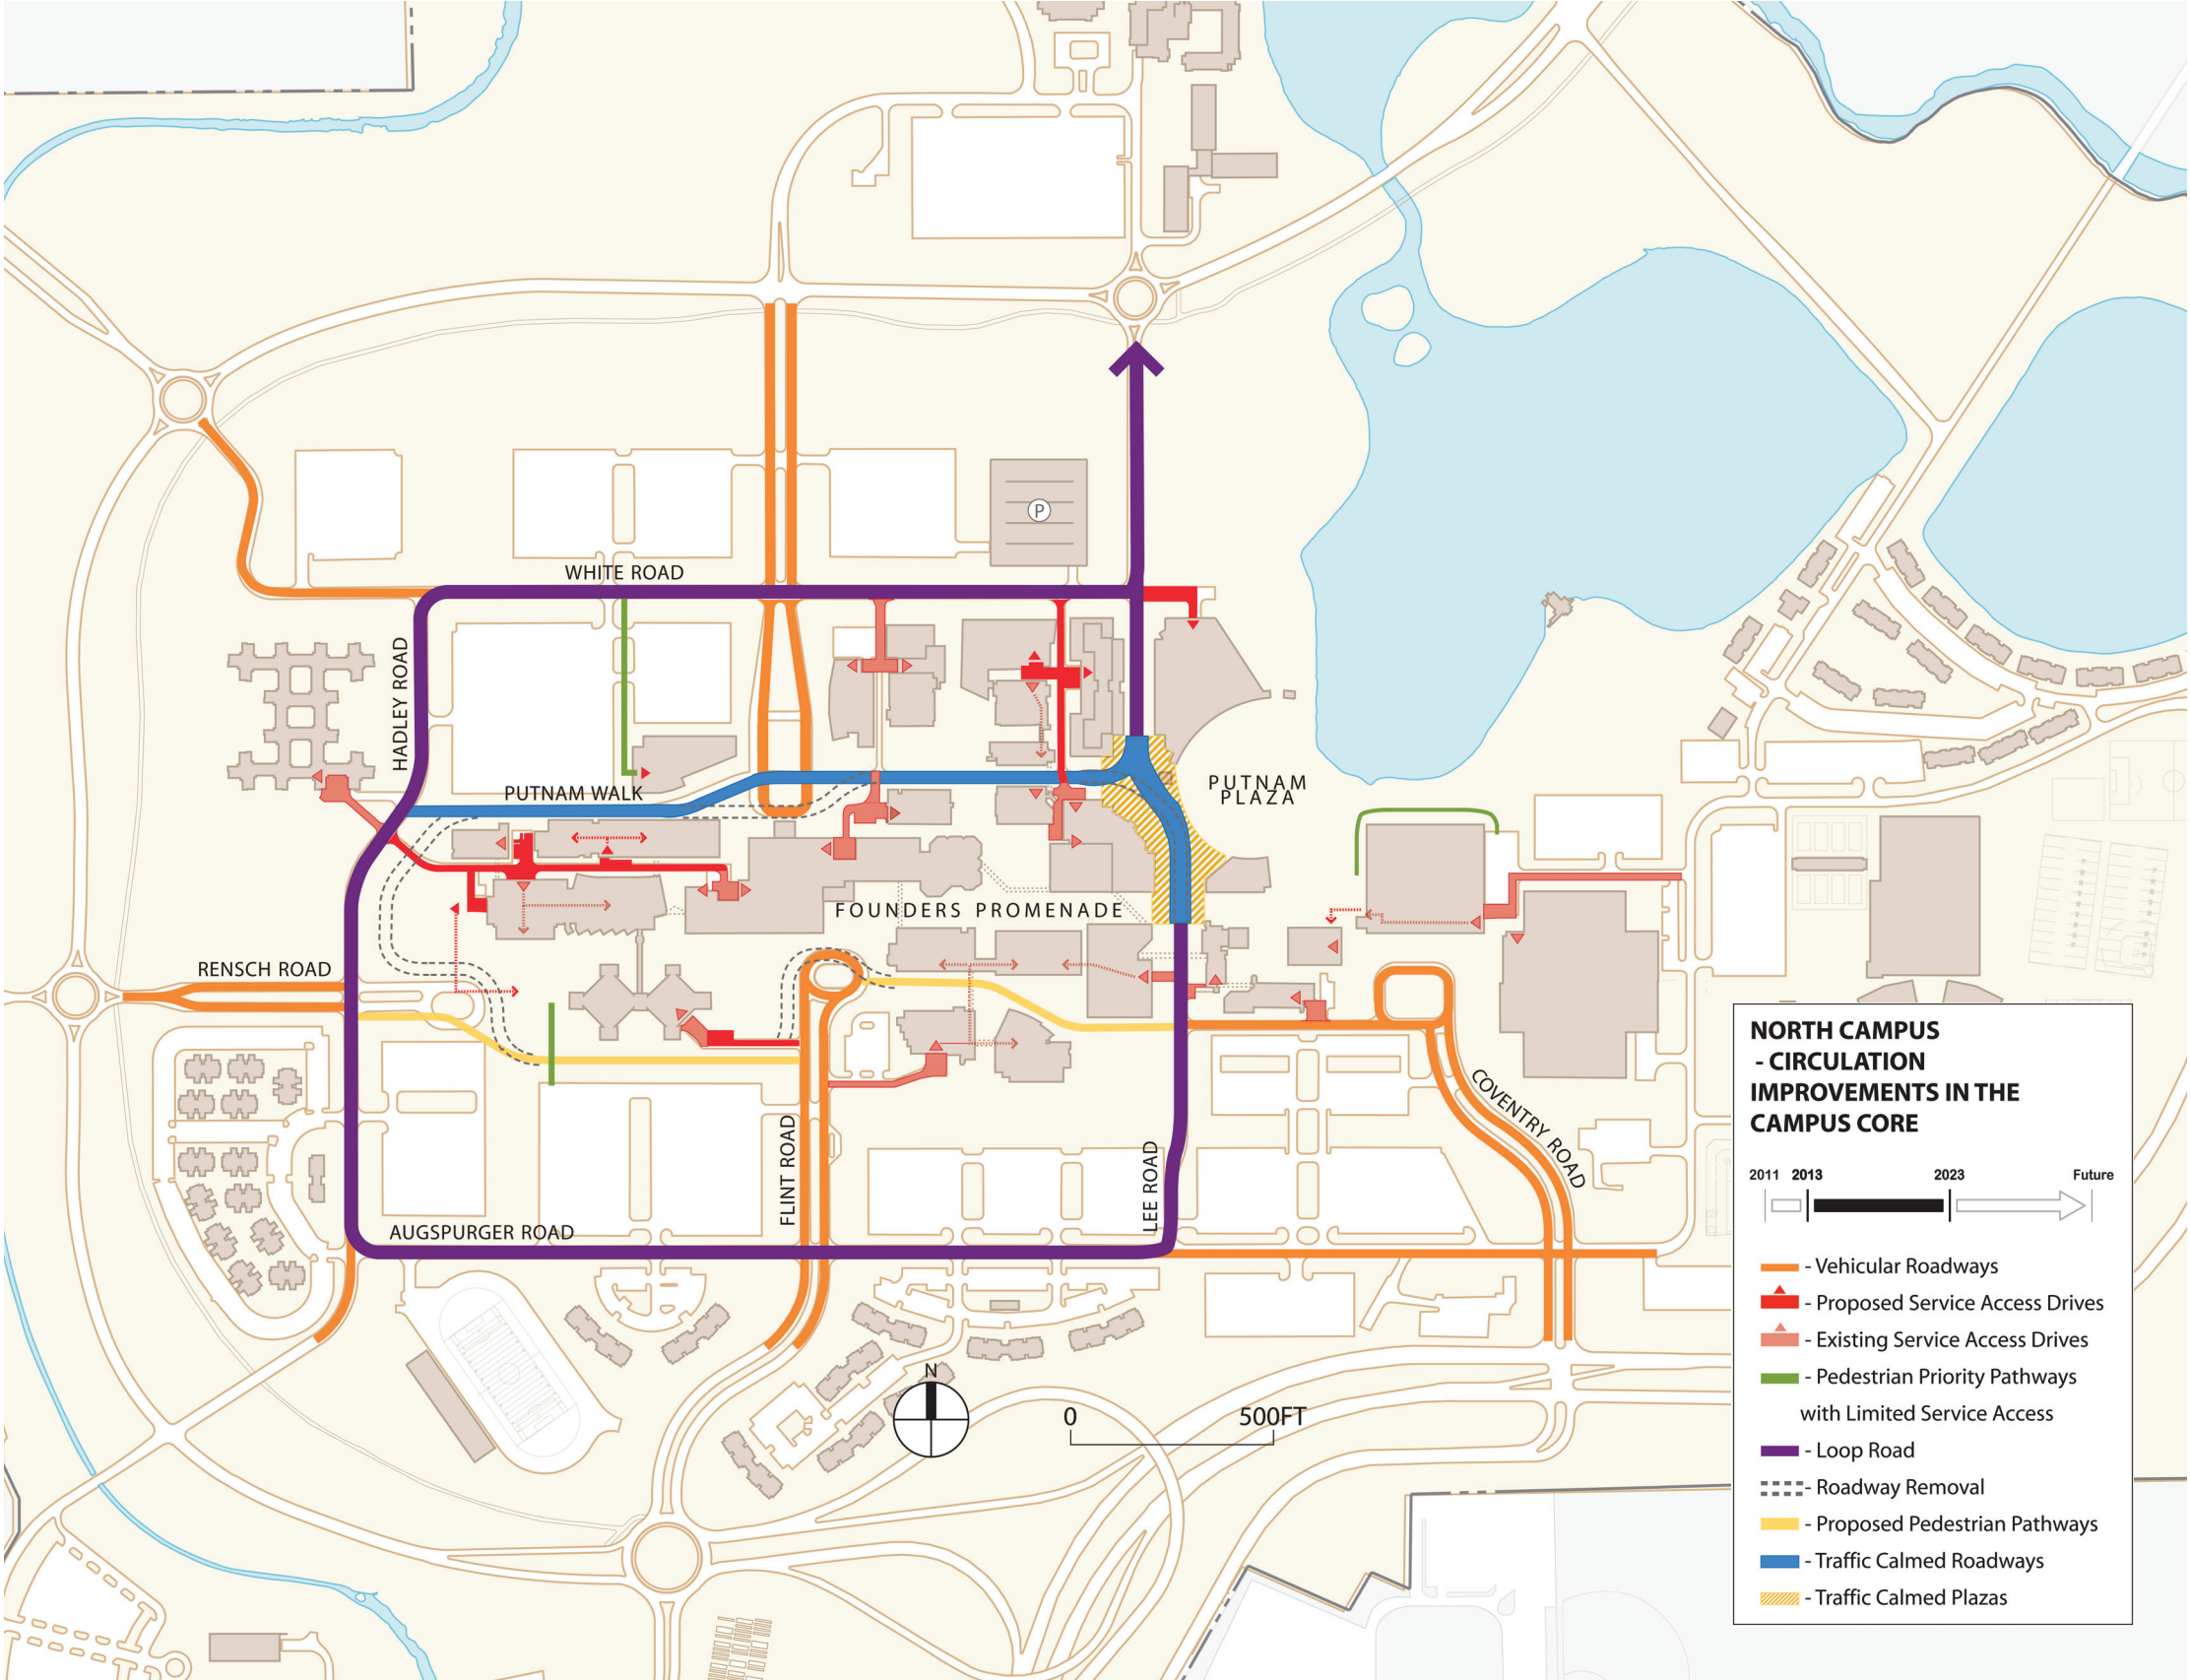 P
WHITE ROAD
HADLEY ROAD
PUTNAM WALK
PUTNAM
PLAZA
FOUNDERS PROMENADE
RENSCH ROAD
FLINT ROAD
LEE ROAD
COVENTRY ROAD
AUGSPURGER ROAD
N
0 500FT
NORTH CAMPUS
- CIRCULATION
IMPROVEMENTS IN THE
CAMPUS CORE
2011 2013 2023 Future
- Vehicular Roadways
- Proposed Service Access Drives
- Existing Service Access Drives
- Pedestrian Priority Pathways
with Limited Service Access
- Loop Road
- Roadway Removal
- Proposed Pedestrian Pathways
- Traffic Calmed Roadways
- Traffic Calmed Plazas